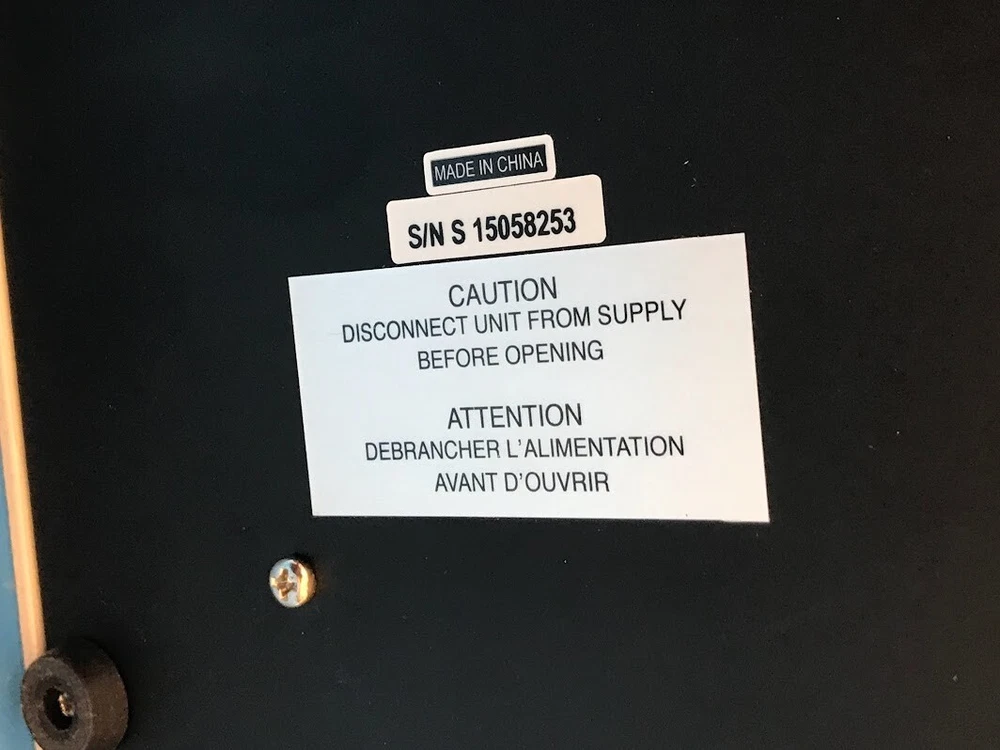 MADE IN CHINA
S/N S 15058253
CAUTION
DISCONNECT UNIT FROM SUPPLY
BEFORE OPENING
ATTENTION
DEBRANCHER L'ALIMENTATION
AVANT D'OUVRIR